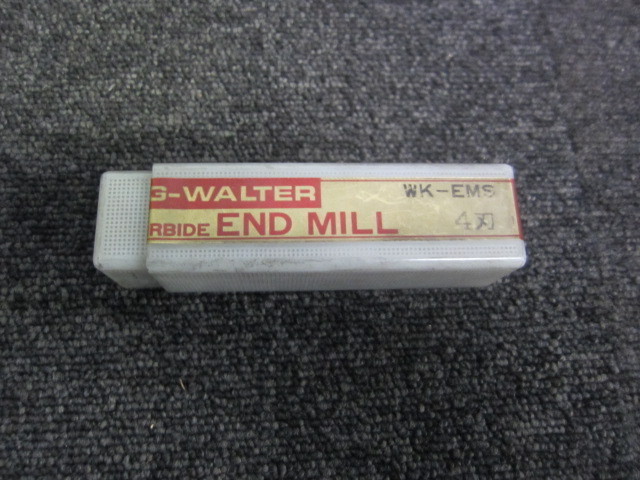 G-WALTER WK-EMS
RBIDE END MILL 4刃